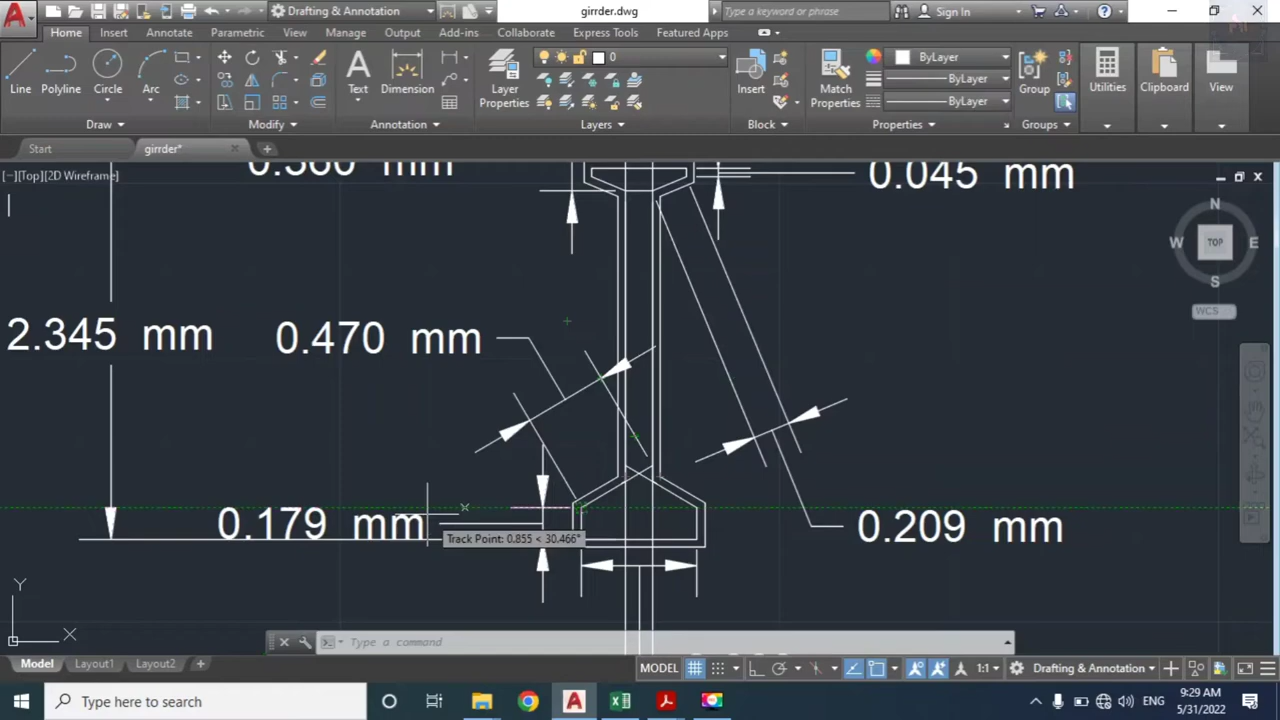 Drafting & Annotation
girrder.dwg
Type a keyword or phrase
Sign In
Home Insert Annotate Parametric View Manage Output Add-ins Collaborate Express Tools Featured Apps
Line Polyline Circle Arc
Text Dimension
Layer Properties
0
Insert
Match Properties
ByLayer
ByLayer
ByLayer
Group
Utilities
Clipboard
View
Draw Modify Annotation Layers Block Properties Groups
Start girrder*
[−][Top][2D Wireframe]
0.045 mm
N
W TOP E
S
WCS
2.345 mm 0.470 mm
0.179 mm
0.209 mm
Track Point: 0.855 < 30.466°
Y
X
Type a command
Model Layout1 Layout2
MODEL
1:1
Drafting & Annotation
Type here to search
ENG
9:29 AM
5/31/2022